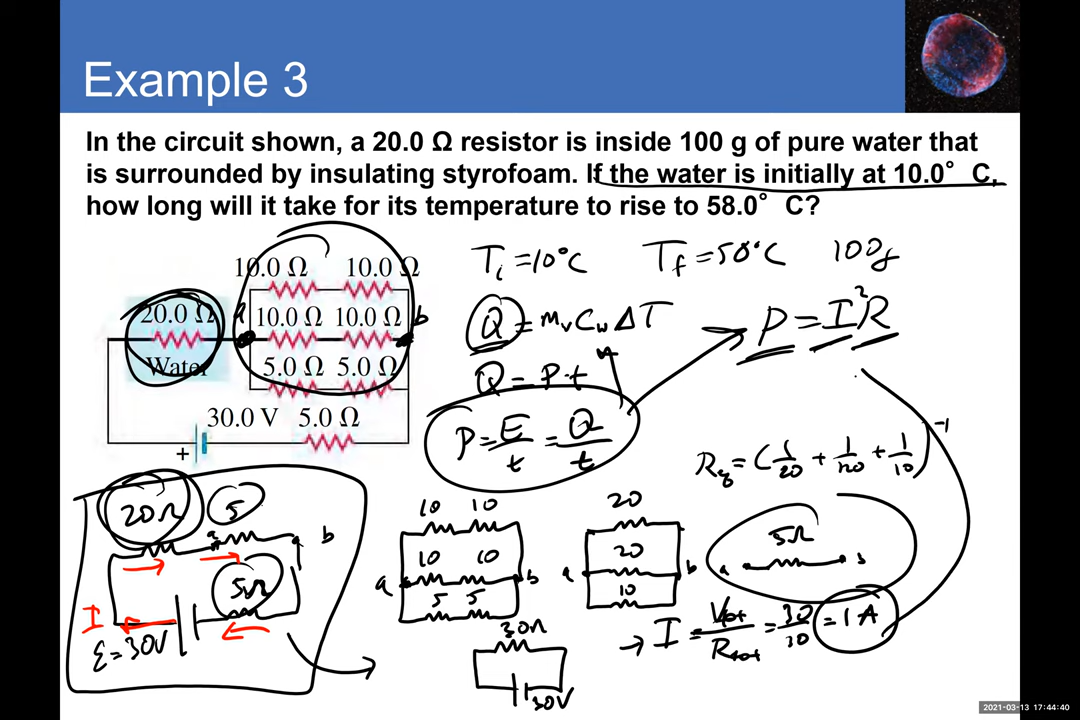 Example 3
In the circuit shown, a 20.0 Ω resistor is inside 100 g of pure water that
is surrounded by insulating styrofoam. If the water is initially at 10.0° C,
how long will it take for its temperature to rise to 58.0° C?
10.0 Ω 10.0 Ω
20.0 Ω a 10.0 Ω 10.0 Ω b
Water 5.0 Ω 5.0 Ω
30.0 V 5.0 Ω
+
Ti = 10°C Tf = 58°C 100g
Q = mw Cw ΔT
P = I²R
Q = P·t
P = E/t = Q/t
Rq = (1/20 + 1/20 + 1/10)^-1
20Ω 5
a b
5Ω
I
ℰ = 30V
10 10
10 10
a b
5 5
20
20
a b
10
5Ω
a
→ I = Vtot/Rtot = 30/30 = 1A
30Ω
30V
2021-03-13 17:44:40